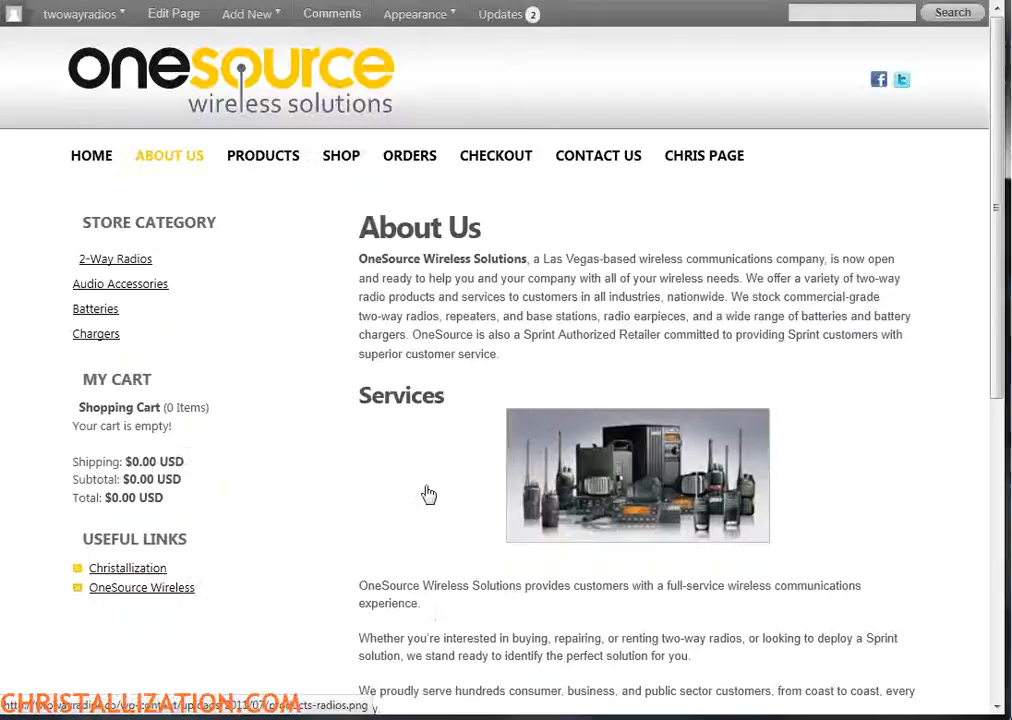 twowayradios Edit Page Add New Comments Appearance Updates 2 Search
onesource
wireless solutions
HOME ABOUT US PRODUCTS SHOP ORDERS CHECKOUT CONTACT US CHRIS PAGE
STORE CATEGORY
2-Way Radios
Audio Accessories
Batteries
Chargers
MY CART
Shopping Cart (0 Items)
Your cart is empty!
Shipping: $0.00 USD
Subtotal: $0.00 USD
Total: $0.00 USD
USEFUL LINKS
Christallization
OneSource Wireless
About Us
OneSource Wireless Solutions, a Las Vegas-based wireless communications company, is now open
and ready to help you and your company with all of your wireless needs. We offer a variety of two-way
radio products and services to customers in all industries, nationwide. We stock commercial-grade
two-way radios, repeaters, and base stations, radio earpieces, and a wide range of batteries and battery
chargers. OneSource is also a Sprint Authorized Retailer committed to providing Sprint customers with
superior customer service.
Services
OneSource Wireless Solutions provides customers with a full-service wireless communications
experience.
Whether you're interested in buying, repairing, or renting two-way radios, or looking to deploy a Sprint
solution, we stand ready to identify the perfect solution for you.
We proudly serve hundreds consumer, business, and public sector customers, from coast to coast, every
CHRISTALLIZATION.COM